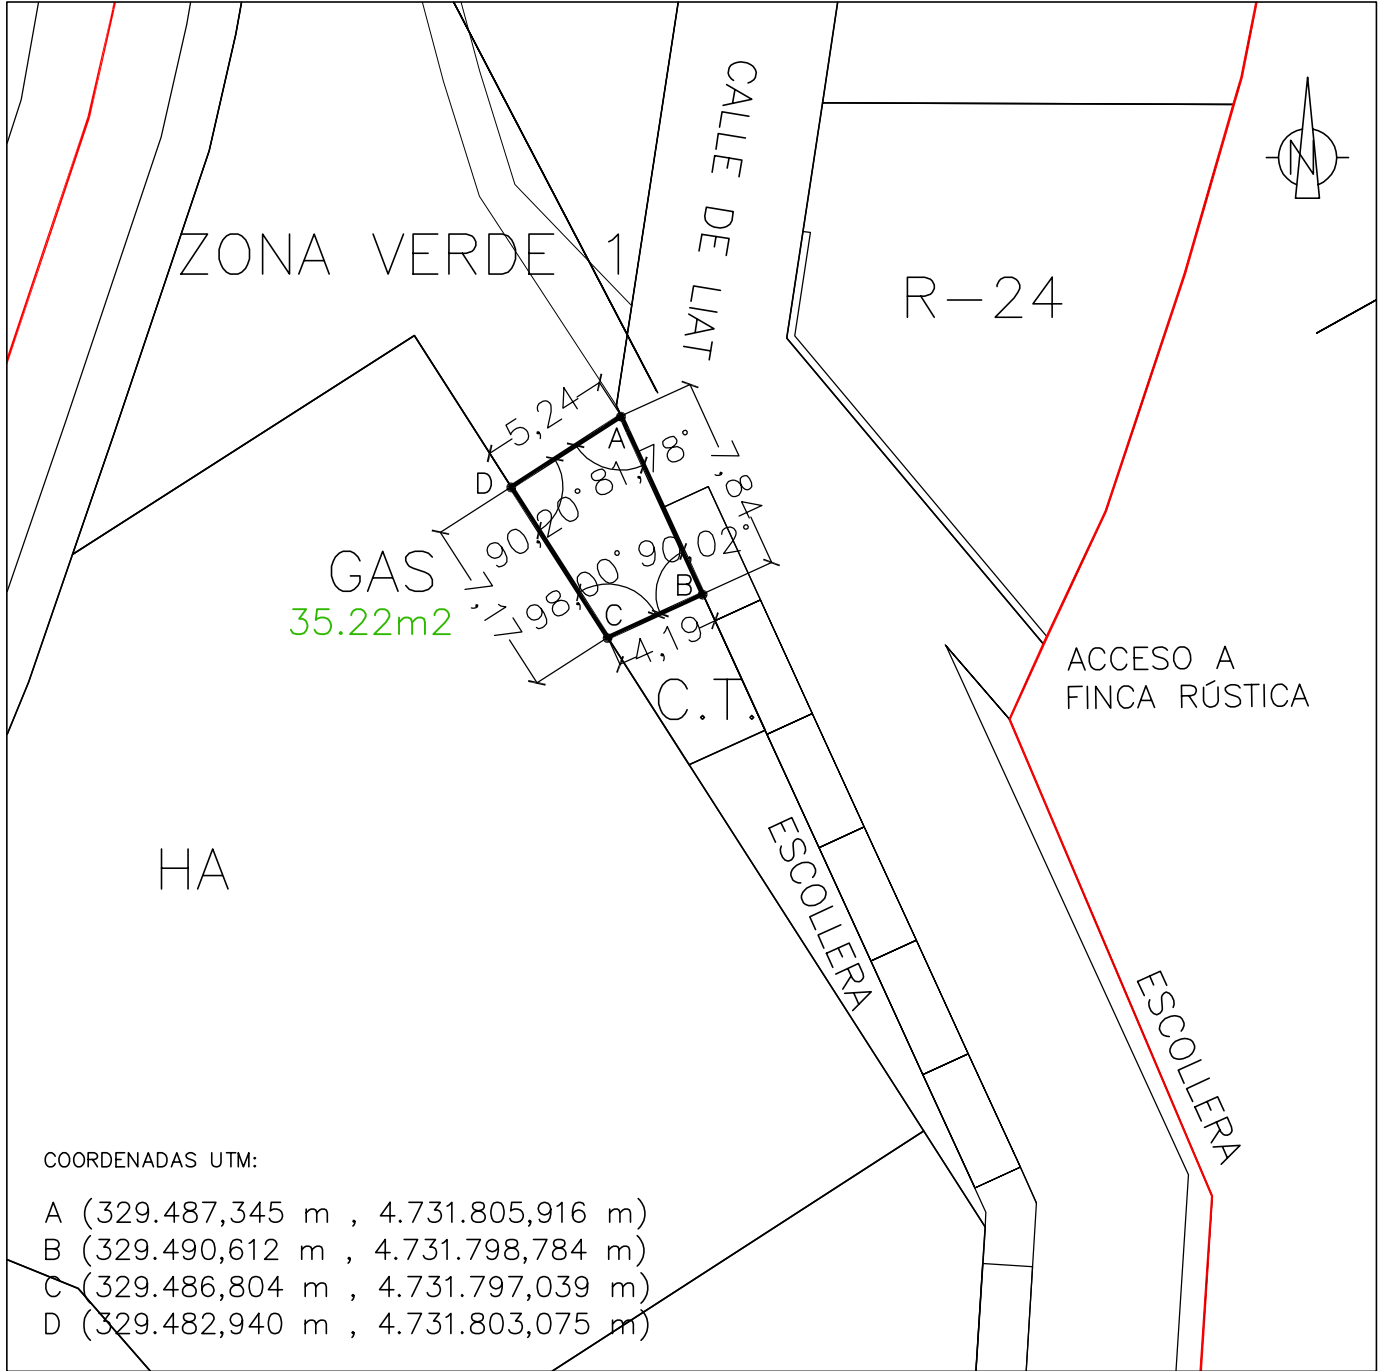 CALLE DE LIAT
N
ZONA VERDE 1
R-24
5,24
A
81,78°
7,84
D
90,20°
GAS
35.22m2
7,17
98,00°
90,02°
B
C
4,19
C.T.
ACCESO A
FINCA RÚSTICA
HA
ESCOLLERA
ESCOLLERA
COORDENADAS UTM:
A (329.487,345 m , 4.731.805,916 m)
B (329.490,612 m , 4.731.798,784 m)
C (329.486,804 m , 4.731.797,039 m)
D (329.482,940 m , 4.731.803,075 m)